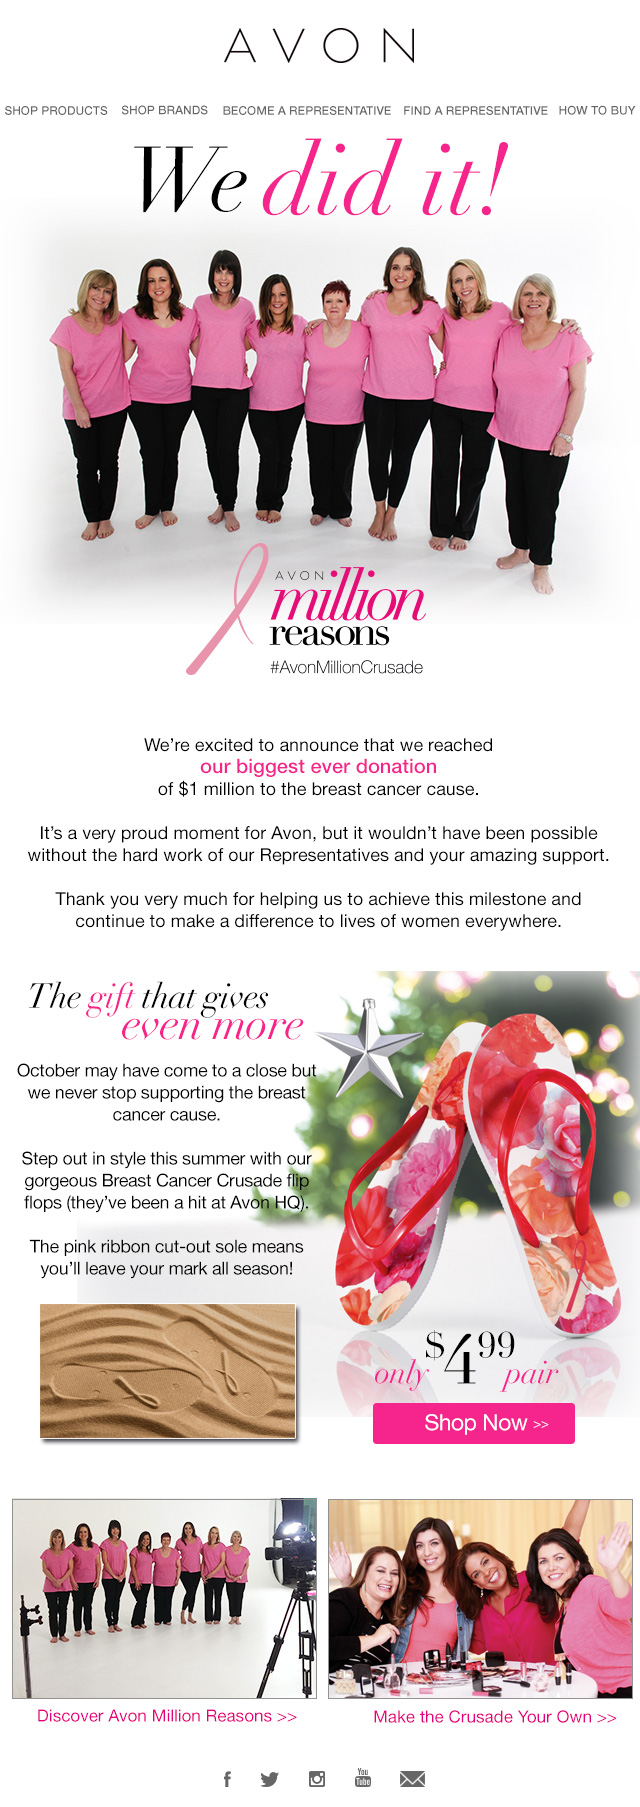 AVON
SHOP PRODUCTS SHOP BRANDS BECOME A REPRESENTATIVE FIND A REPRESENTATIVE HOW TO BUY
We did it!
AVON
million
reasons
#AvonMillionCrusade
We're excited to announce that we reached
our biggest ever donation
of $1 million to the breast cancer cause.
It's a very proud moment for Avon, but it wouldn't have been possible
without the hard work of our Representatives and your amazing support.
Thank you very much for helping us to achieve this milestone and
continue to make a difference to lives of women everywhere.
The gift that gives
even more
October may have come to a close but
we never stop supporting the breast
cancer cause.
Step out in style this summer with our
gorgeous Breast Cancer Crusade flip
flops (they've been a hit at Avon HQ).
The pink ribbon cut-out sole means
you'll leave your mark all season!
only $4.99 pair
Shop Now >>
Discover Avon Million Reasons >>
Make the Crusade Your Own >>
You
Tube